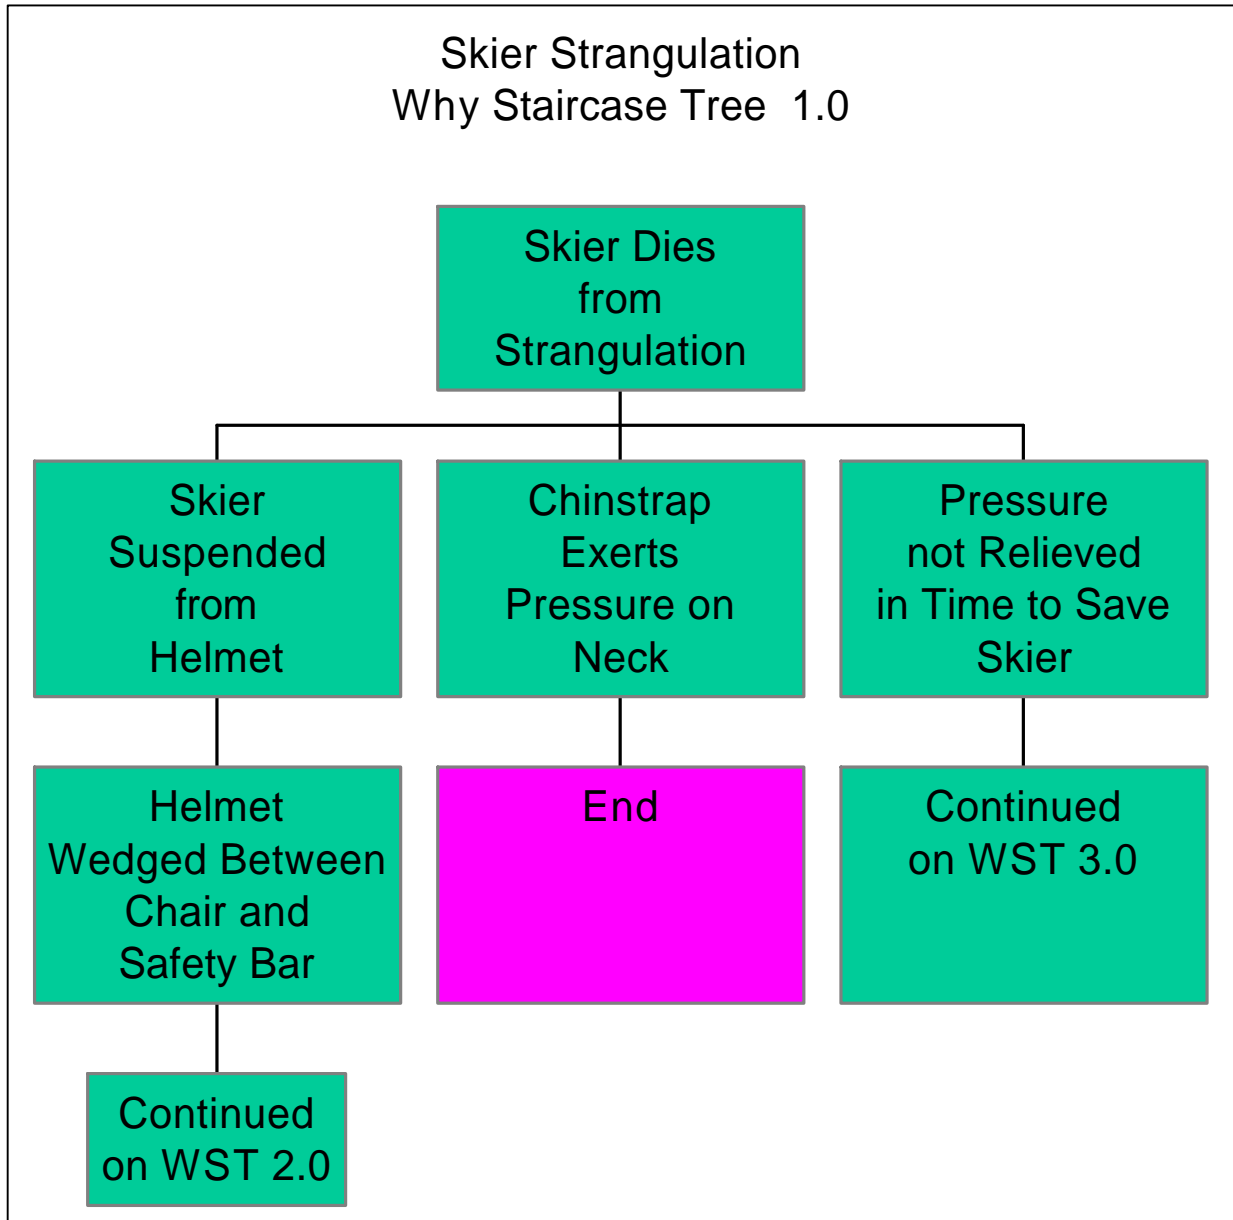 Skier Strangulation
Why Staircase Tree 1.0
Skier Dies
from
Strangulation
Skier
Suspended
from
Helmet
Chinstrap
Exerts
Pressure on
Neck
Pressure
not Relieved
in Time to Save
Skier
Helmet
Wedged Between
Chair and
Safety Bar
End
Continued
on WST 3.0
Continued
on WST 2.0